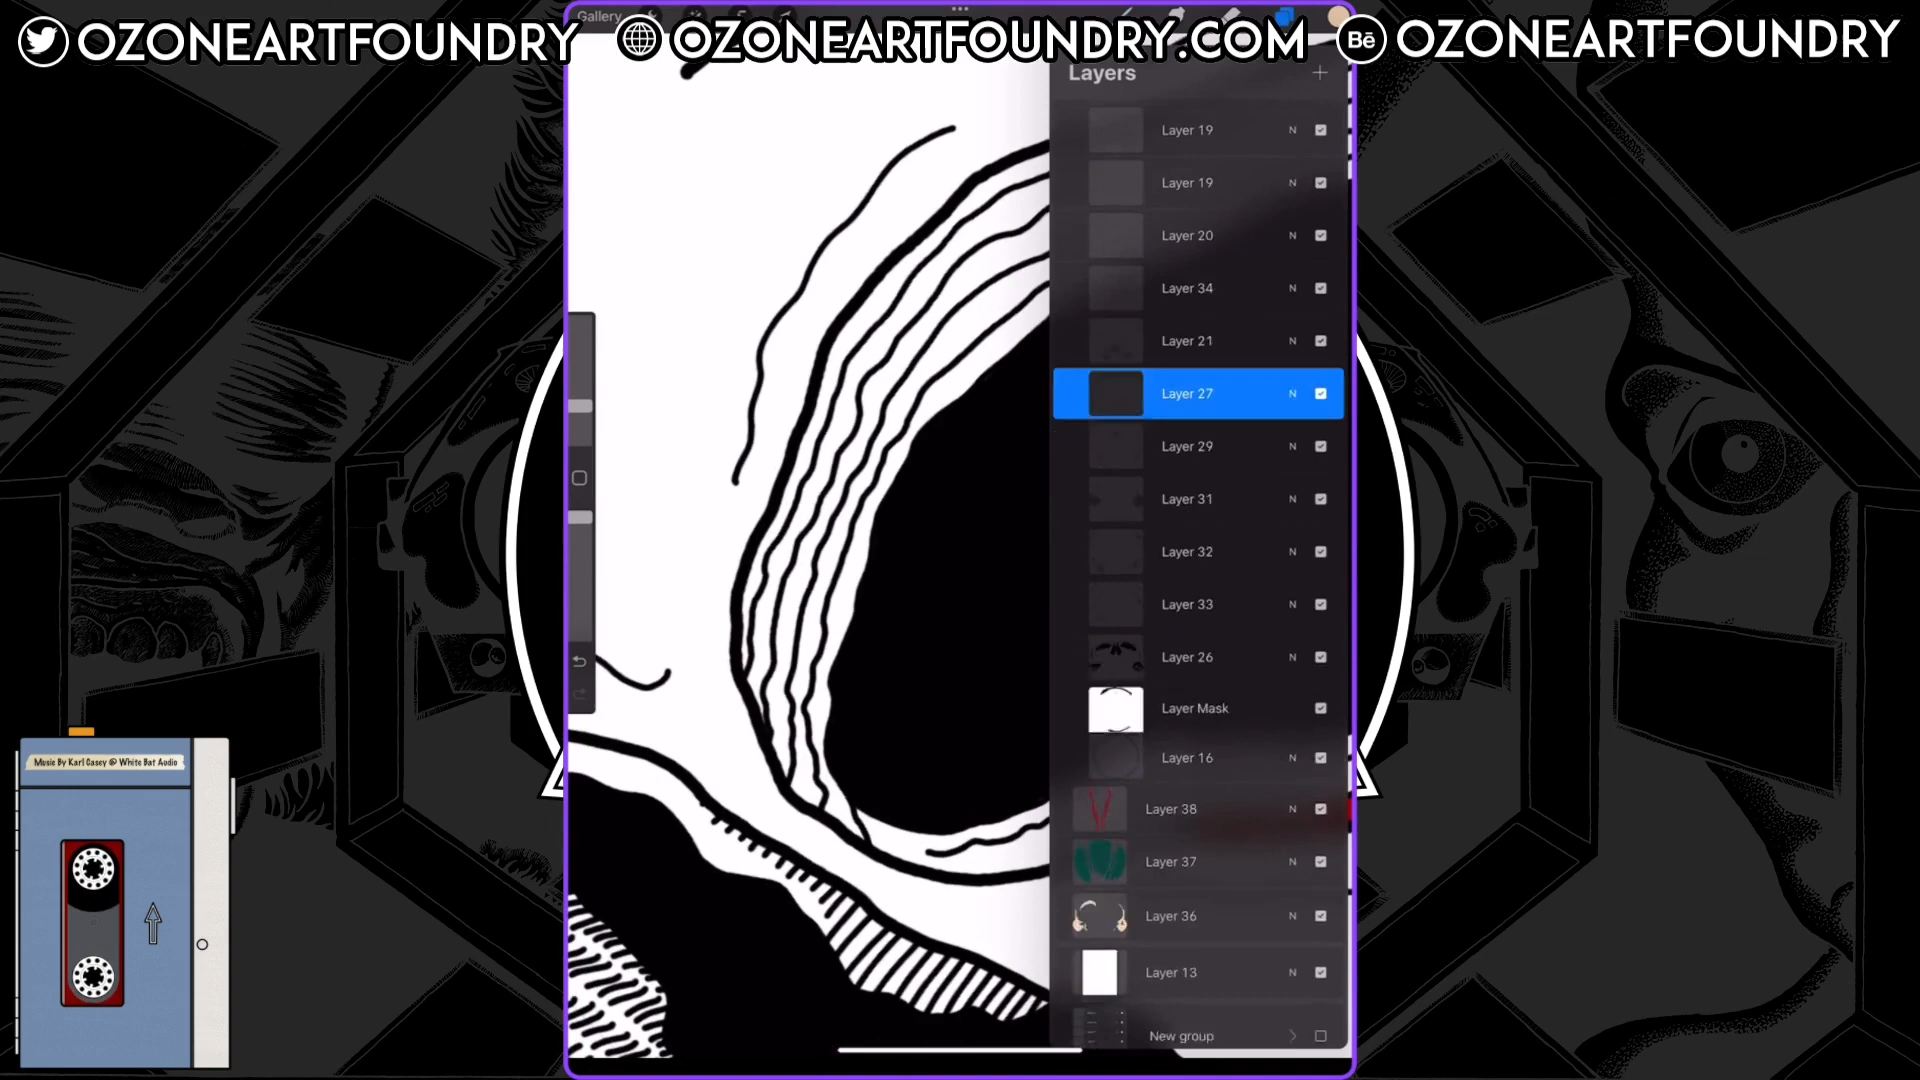 OZONEARTFOUNDRY
OZONEARTFOUNDRY.COM
Bē OZONEARTFOUNDRY
Gallery
Layers
Layer 19 N
Layer 19 N
Layer 20 N
Layer 34 N
Layer 21 N
Layer 27 N
Layer 29 N
Layer 31 N
Layer 32 N
Layer 33 N
Layer 26 N
Layer Mask
Layer 16 N
Layer 38 N
Layer 37 N
Layer 36 N
Layer 13 N
New group
Music By Karl Casey @ White Bat Audio